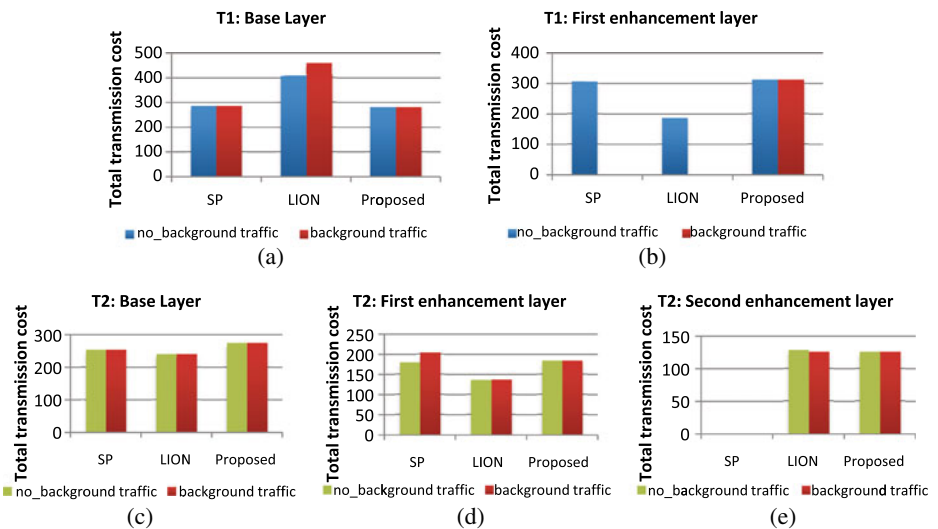 T1: Base Layer
Total transmission cost
500
400
300
200
100
0
SP LION Proposed
no_background traffic background traffic
(a)
T1: First enhancement layer
Total transmission cost
400
300
200
100
0
SP LION Proposed
no_background traffic background traffic
(b)
T2: Base Layer
Total transmission cost
300
200
100
0
SP LION Proposed
no_background traffic background traffic
(c)
T2: First enhancement layer
Total transmission cost
250
200
150
100
50
0
SP LION Proposed
no_background traffic background traffic
(d)
T2: Second enhancement layer
Total transmission cost
150
100
50
0
SP LION Proposed
no_background traffic background traffic
(e)